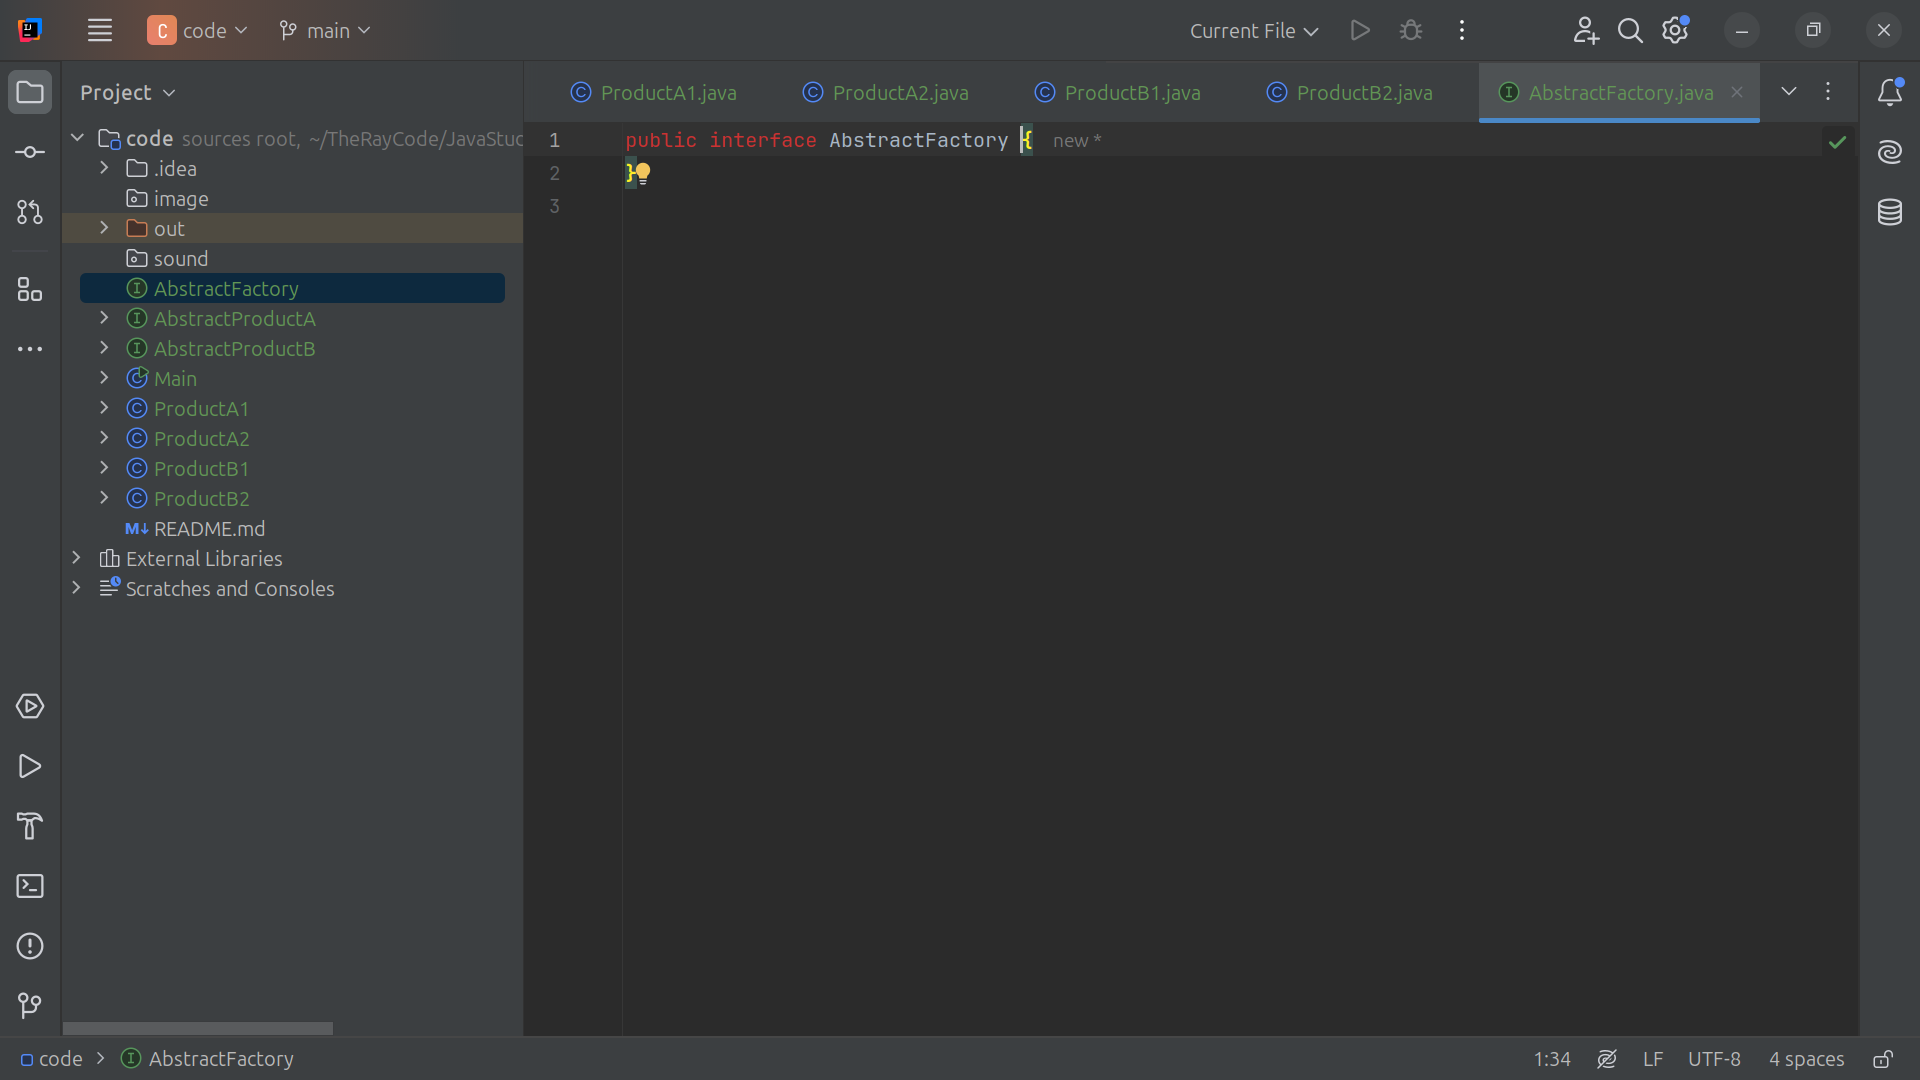 C code main Current File
Project
ProductA1.java ProductA2.java ProductB1.java ProductB2.java AbstractFactory.java
code sources root, ~/TheRayCode/JavaStuc
.idea
image
out
sound
AbstractFactory
AbstractProductA
AbstractProductB
Main
ProductA1
ProductA2
ProductB1
ProductB2
README.md
External Libraries
Scratches and Consoles
1 public interface AbstractFactory { new *
2 }
3
code > AbstractFactory 1:34 LF UTF-8 4 spaces